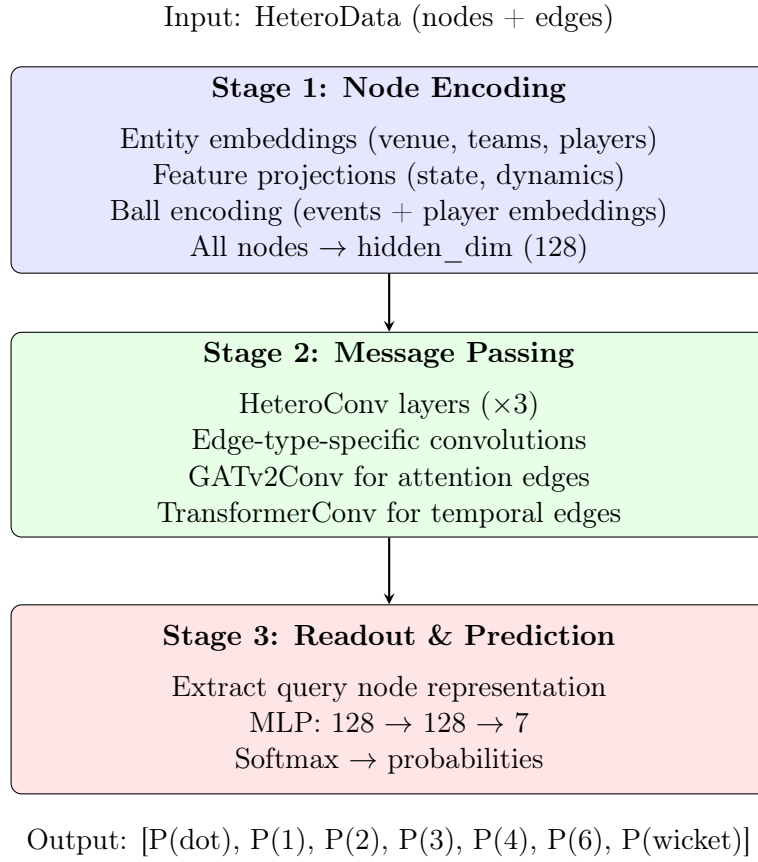 Input: HeteroData (nodes + edges)
Stage 1: Node Encoding
Entity embeddings (venue, teams, players)
Feature projections (state, dynamics)
Ball encoding (events + player embeddings)
All nodes → hidden_dim (128)
Stage 2: Message Passing
HeteroConv layers (×3)
Edge-type-specific convolutions
GATv2Conv for attention edges
TransformerConv for temporal edges
Stage 3: Readout & Prediction
Extract query node representation
MLP: 128 → 128 → 7
Softmax → probabilities
Output: [P(dot), P(1), P(2), P(3), P(4), P(6), P(wicket)]